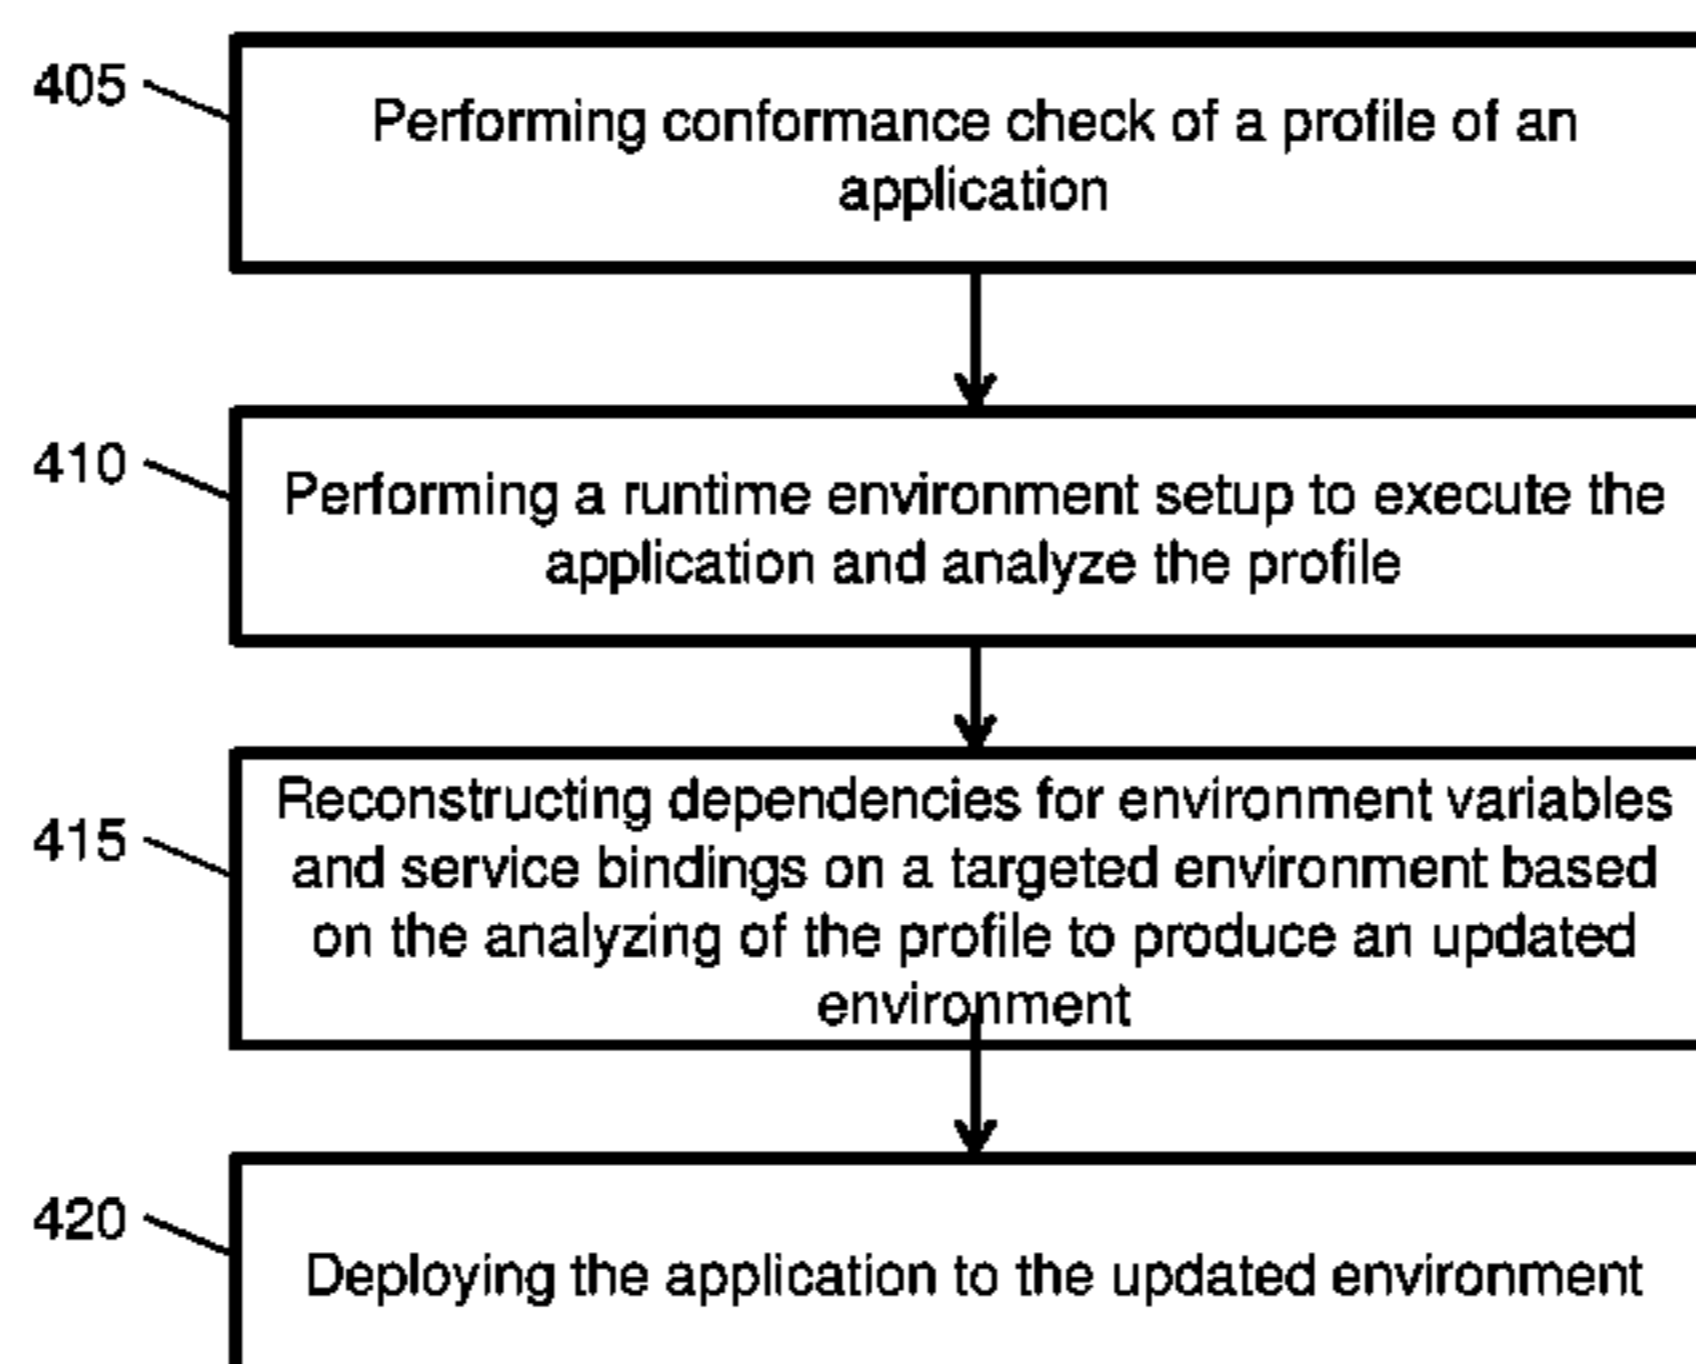 405
Performing conformance check of a profile of an
application
410
Performing a runtime environment setup to execute the
application and analyze the profile
415
Reconstructing dependencies for environment variables
and service bindings on a targeted environment based
on the analyzing of the profile to produce an updated
environment
420
Deploying the application to the updated environment